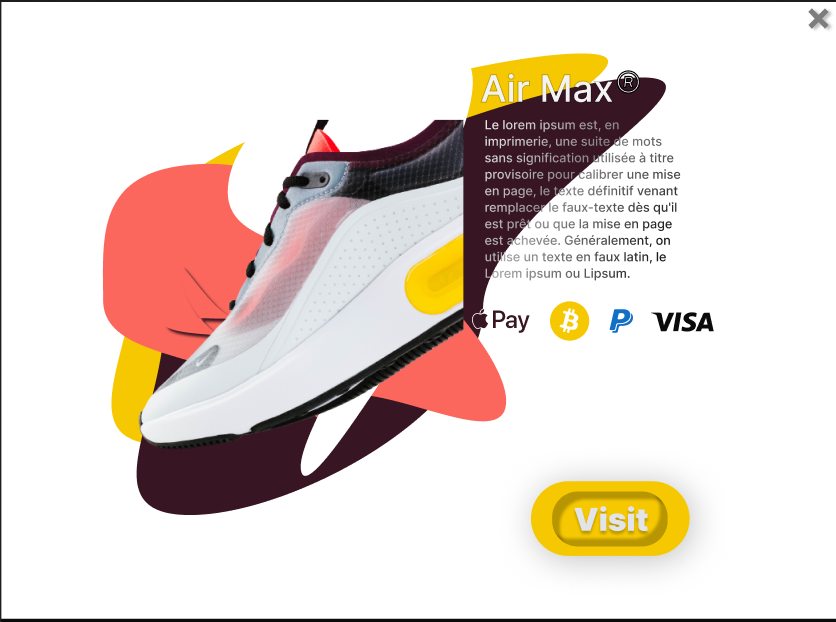 Air Max®
Le lorem ipsum est, en
imprimerie, une suite de mots
sans signification utilisée à titre
provisoire pour calibrer une mise
en page, le texte définitif venant
remplacer le faux-texte dès qu'il
est prêt ou que la mise en page
est achevée. Généralement, on
utilise un texte en faux latin, le
Lorem ipsum ou Lipsum.
Pay
VISA
Visit